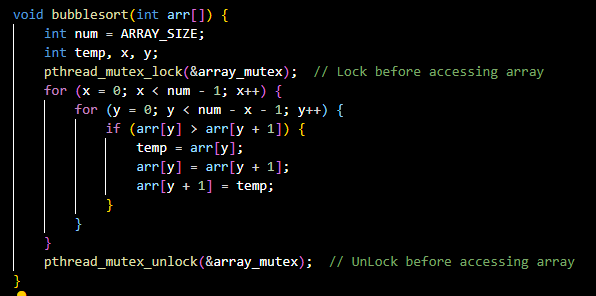 void bubblesort(int arr[]) {
    int num = ARRAY_SIZE;
    int temp, x, y;
    pthread_mutex_lock(&array_mutex);  // Lock before accessing array
    for (x = 0; x < num - 1; x++) {
        for (y = 0; y < num - x - 1; y++) {
            if (arr[y] > arr[y + 1]) {
                temp = arr[y];
                arr[y] = arr[y + 1];
                arr[y + 1] = temp;
            }
        }
    }
    pthread_mutex_unlock(&array_mutex);  // UnLock before accessing array
}